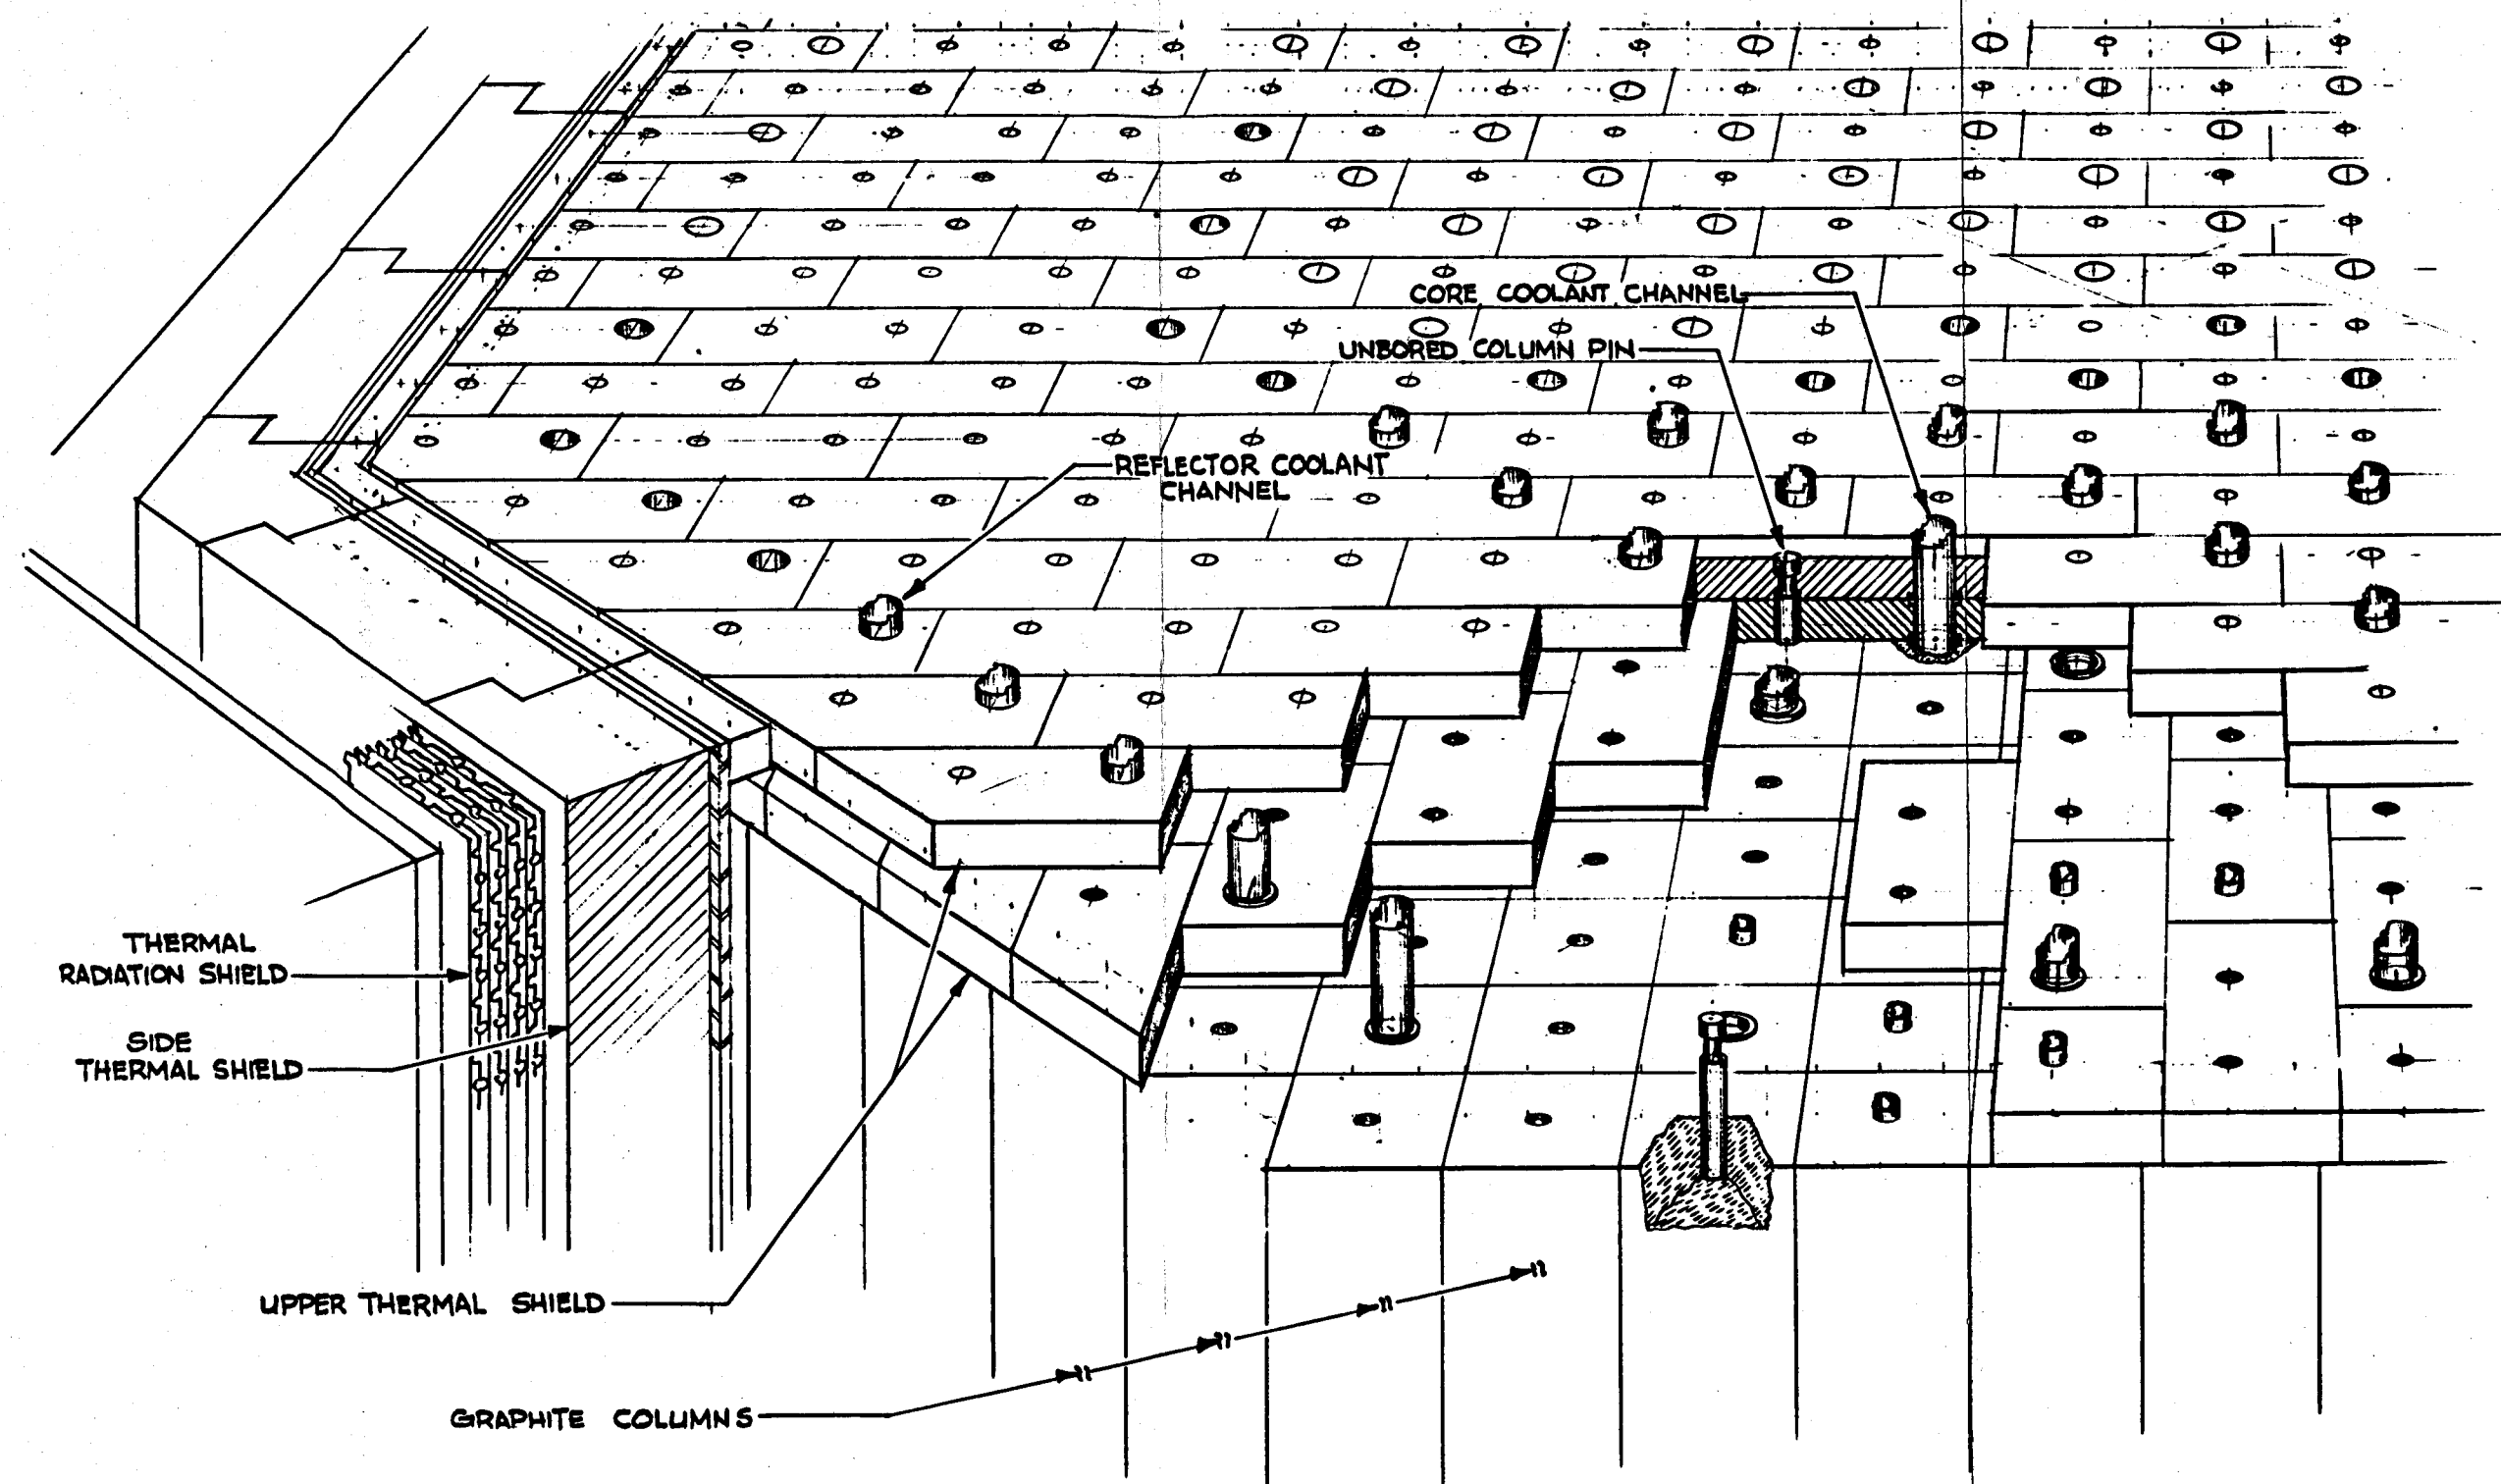 CORE COOLANT CHANNEL
UNBORED COLUMN PIN
REFLECTOR COOLANT
CHANNEL
THERMAL
RADIATION SHIELD
SIDE
THERMAL SHIELD
UPPER THERMAL SHIELD
GRAPHITE COLUMNS